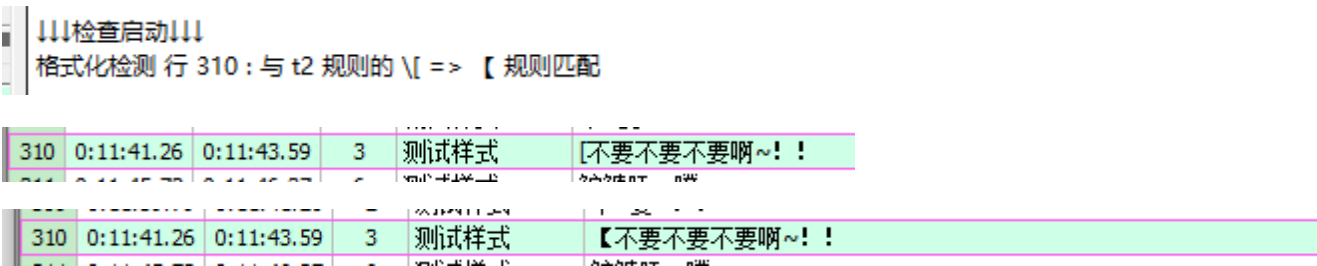 ↓↓↓检查启动↓↓↓
格式化检测 行 310 : 与 t2 规则的 \[ => 【 规则匹配
310 0:11:41.26 0:11:43.59 3 测试样式 [不要不要不要啊~！！
310 0:11:41.26 0:11:43.59 3 测试样式 【不要不要不要啊~！！